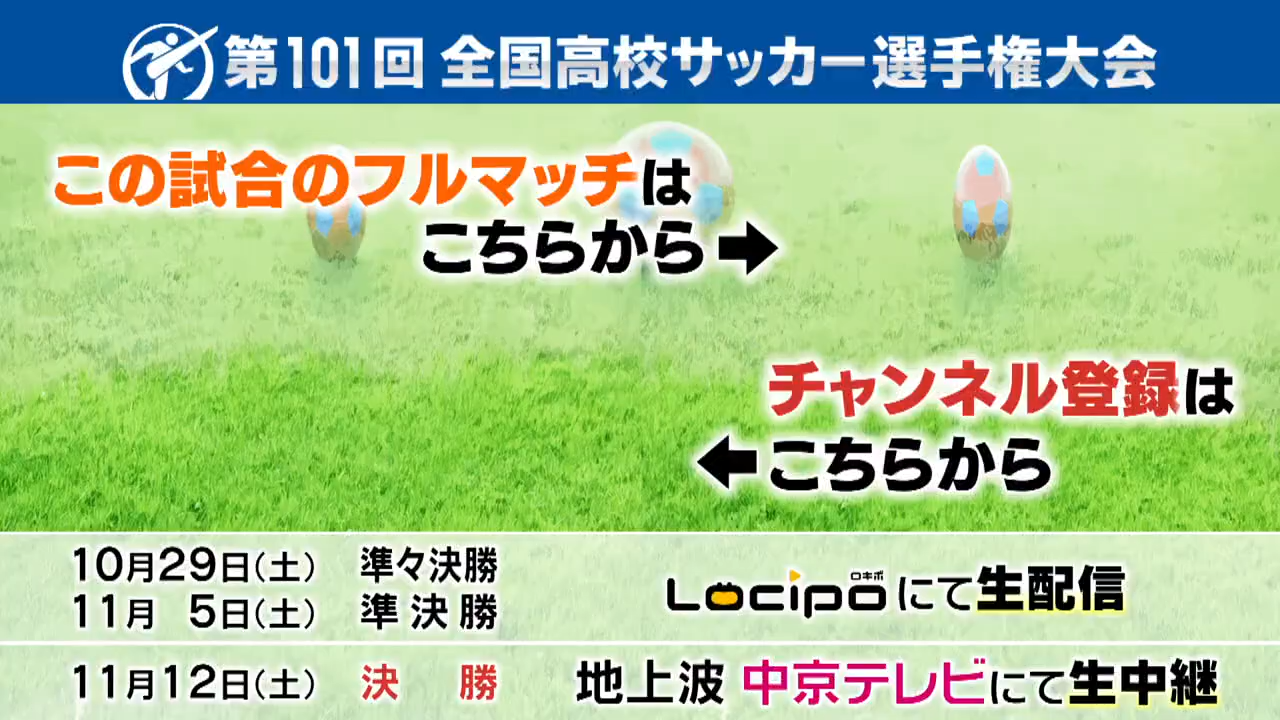 第101回 全国高校サッカー選手権大会
この試合のフルマッチは
こちらから➡
チャンネル登録は
⬅こちらから
10月29日(土) 準々決勝
11月 5日(土) 準決勝
Locipo ロキポ にて生配信
11月12日(土) 決勝
地上波 中京テレビにて生中継